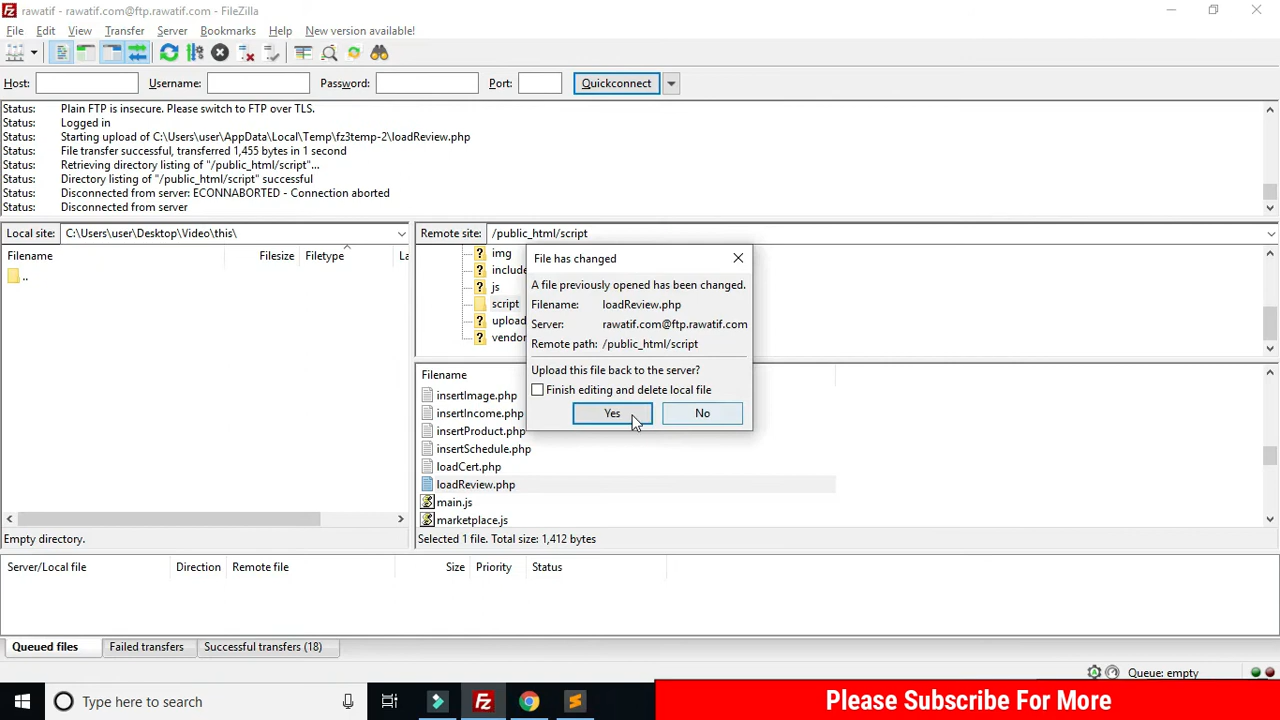 rawatif - rawatif.com@ftp.rawatif.com - FileZilla
File Edit View Transfer Server Bookmarks Help New version available!
Host: Username: Password: Port: Quickconnect
Status: Plain FTP is insecure. Please switch to FTP over TLS.
Status: Logged in
Status: Starting upload of C:\Users\user\AppData\Local\Temp\fz3temp-2\loadReview.php
Status: File transfer successful, transferred 1,455 bytes in 1 second
Status: Retrieving directory listing of "/public_html/script"...
Status: Directory listing of "/public_html/script" successful
Status: Disconnected from server: ECONNABORTED - Connection aborted
Status: Disconnected from server
Local site: C:\Users\user\Desktop\Video\this\
Filename Filesize Filetype La
..
Empty directory.
Remote site: /public_html/script
img
include
js
script
upload
vendo
File has changed
A file previously opened has been changed.
Filename: loadReview.php
Server: rawatif.com@ftp.rawatif.com
Remote path: /public_html/script
Upload this file back to the server?
Finish editing and delete local file
Yes No
Filename
insertImage.php
insertIncome.php
insertProduct.php
insertSchedule.php
loadCert.php
loadReview.php
main.js
marketplace.js
Selected 1 file. Total size: 1,412 bytes
Server/Local file Direction Remote file Size Priority Status
Queued files Failed transfers Successful transfers (18)
Queue: empty
Type here to search
Please Subscribe For More